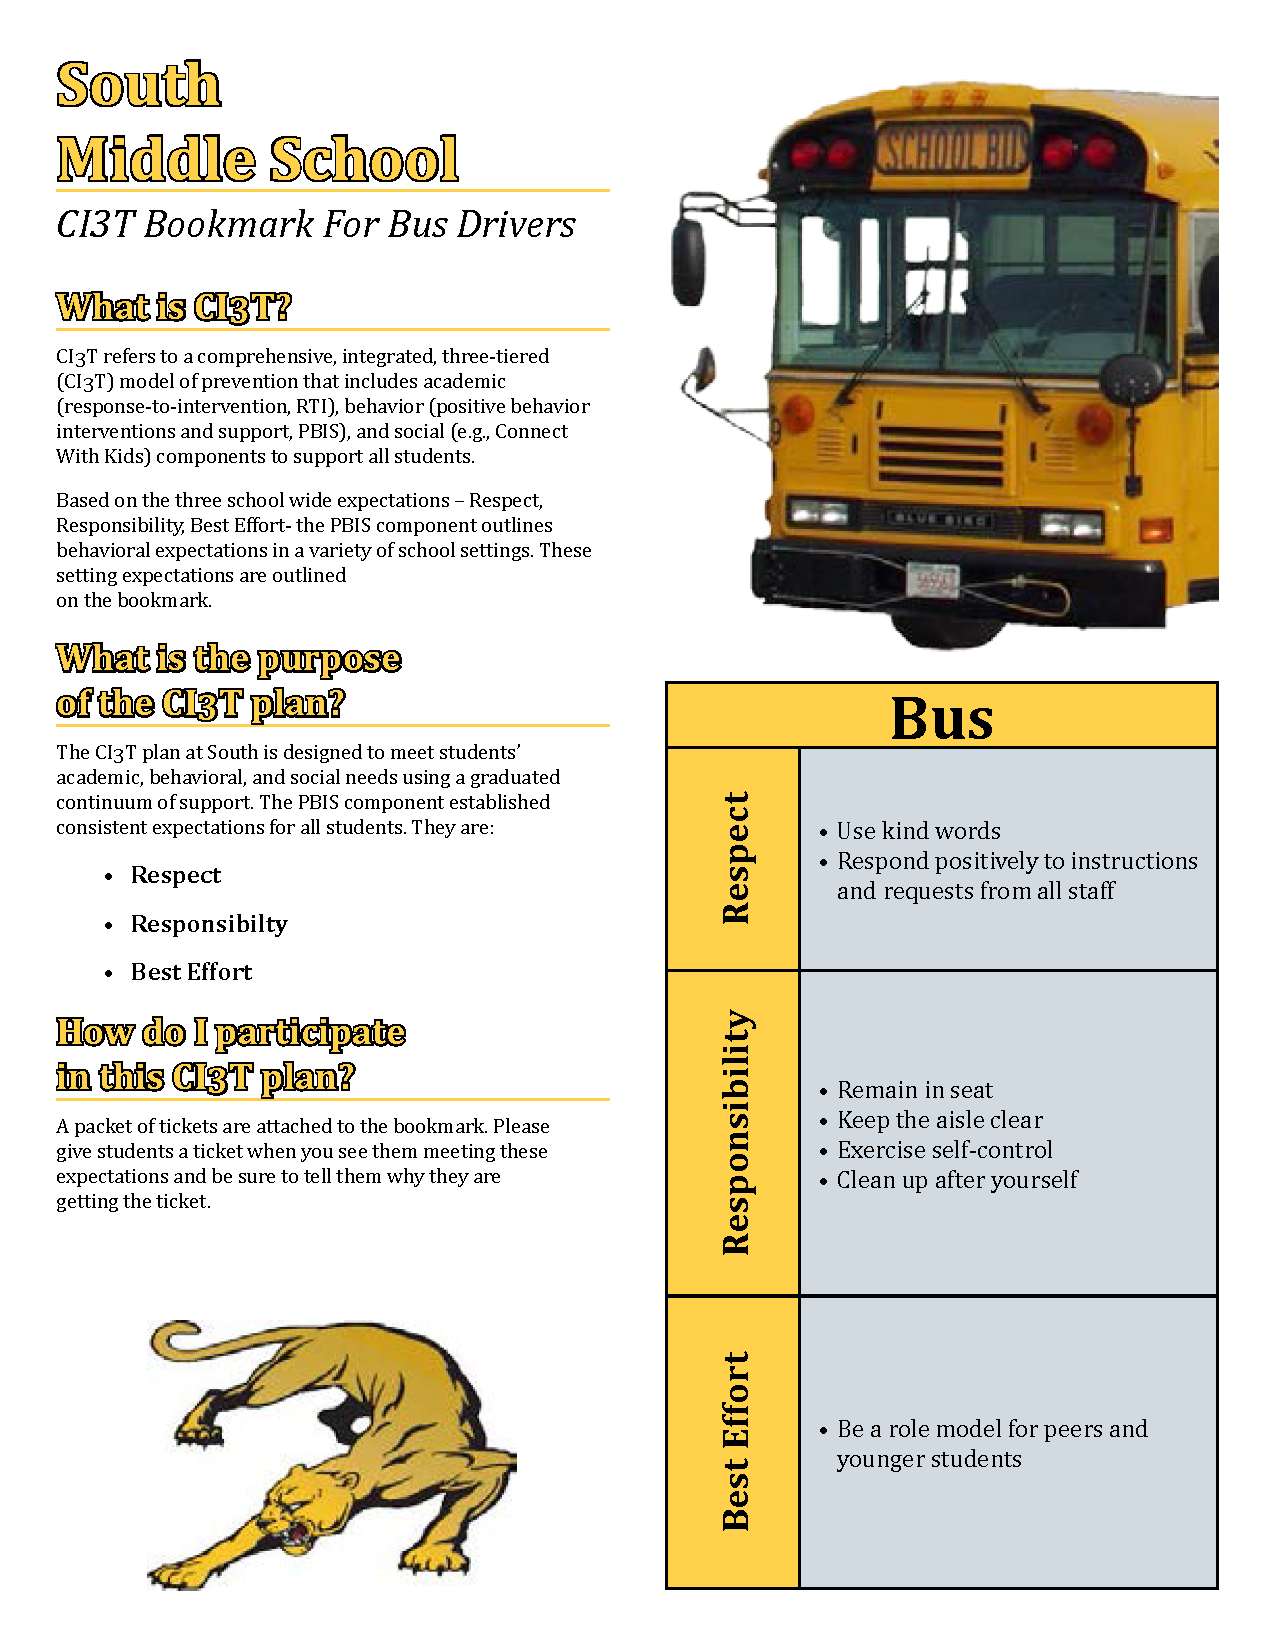 South
Middle School
CI3T Bookmark For Bus Drivers
What is CI3T?
CI3T refers to a comprehensive, integrated, three-tiered
(CI3T) model of prevention that includes academic
(response-to-intervention, RTI), behavior (positive behavior
interventions and support, PBIS), and social (e.g., Connect
With Kids) components to support all students.
Based on the three school wide expectations – Respect,
Responsibility, Best Effort- the PBIS component outlines
behavioral expectations in a variety of school settings. These
setting expectations are outlined
on the bookmark.
What is the purpose
of the CI3T plan?
The CI3T plan at South is designed to meet students’
academic, behavioral, and social needs using a graduated
continuum of support. The PBIS component established
consistent expectations for all students. They are:
• Respect
• Responsibilty
• Best Effort
How do I participate
in this CI3T plan?
A packet of tickets are attached to the bookmark. Please
give students a ticket when you see them meeting these
expectations and be sure to tell them why they are
getting the ticket.
SCHOOL BUS
BLUE BIRD
Bus
Respect
• Use kind words
• Respond positively to instructions
and requests from all staff
Responsibility
• Remain in seat
• Keep the aisle clear
• Exercise self-control
• Clean up after yourself
Best Effort
• Be a role model for peers and
younger students